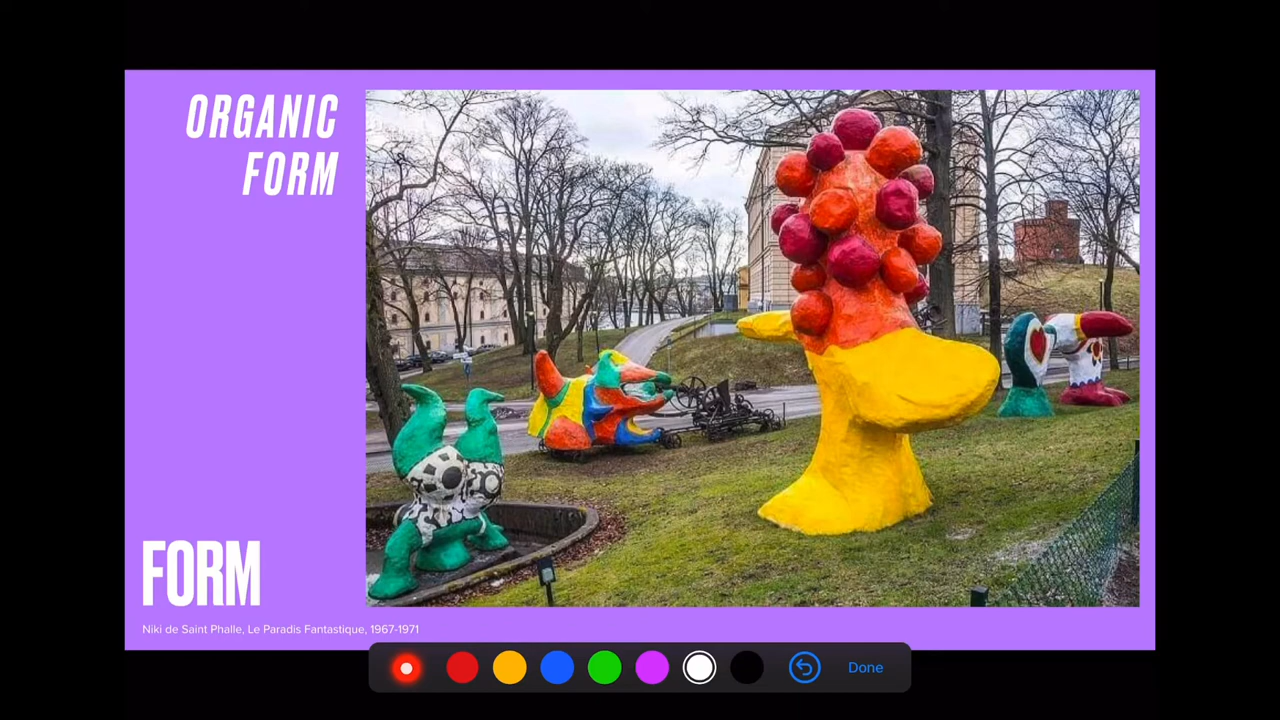 ORGANIC
FORM
FORM
Niki de Saint Phalle, Le Paradis Fantastique, 1967-1971
Done